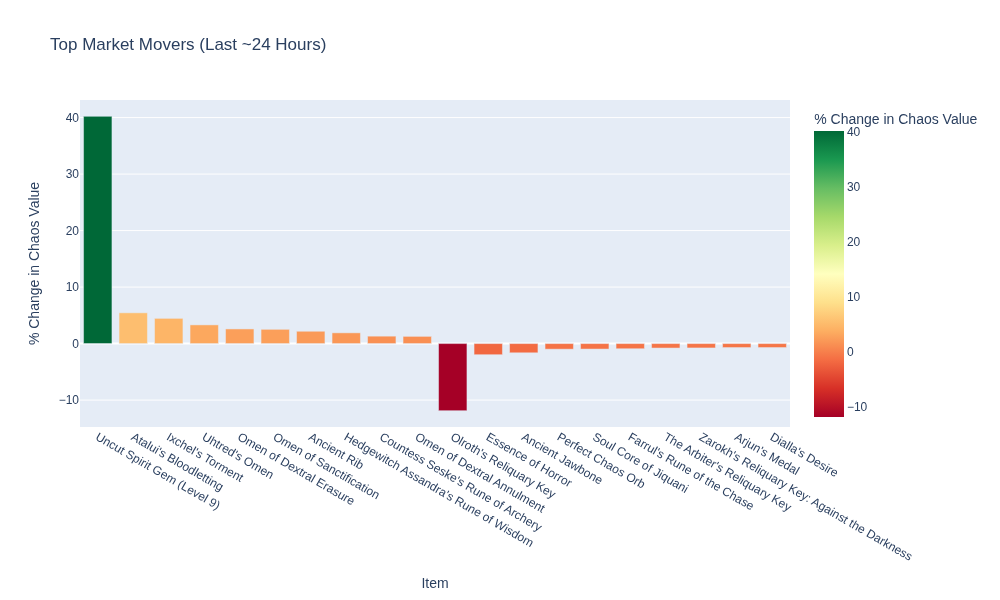 Top Market Movers (Last ~24 Hours)
% Change in Chaos Value
40
30
20
10
0
−10
Uncut Spirit Gem (Level 9)
Atalui's Bloodletting
Ixchel's Torment
Uhtred's Omen
Omen of Dextral Erasure
Omen of Sanctification
Ancient Rib
Hedgewitch Assandra's Rune of Wisdom
Countess Seske's Rune of Archery
Omen of Dextral Annulment
Olroth's Reliquary Key
Essence of Horror
Ancient Jawbone
Perfect Chaos Orb
Soul Core of Jiquani
Farrul's Rune of the Chase
The Arbiter's Reliquary Key
Zarokh's Reliquary Key: Against the Darkness
Arjun's Medal
Dialla's Desire
Item
% Change in Chaos Value
40
30
20
10
0
−10